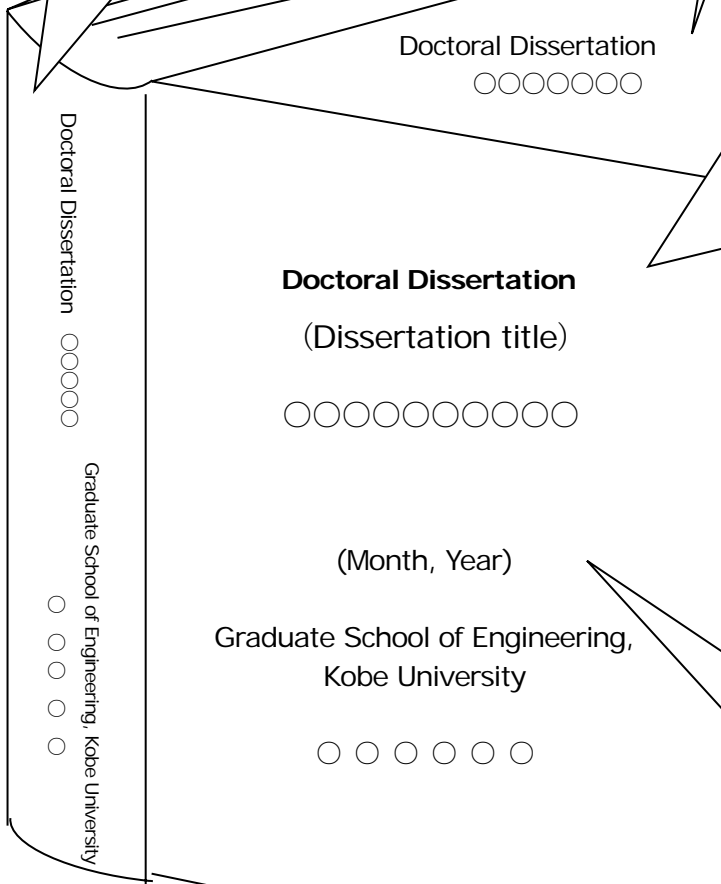 Doctoral Dissertation
○○○○○○○
Doctoral Dissertation ○○○○○
Graduate School of Engineering, Kobe University
○ ○ ○ ○ ○
Doctoral Dissertation
(Dissertation title)
○○○○○○○○○○
(Month, Year)
Graduate School of Engineering,
Kobe University
○ ○ ○ ○ ○ ○